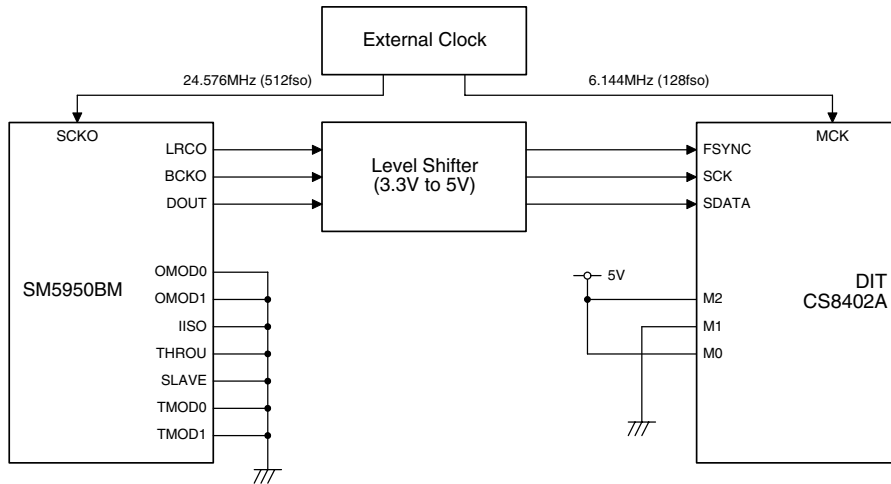 External Clock
24.576MHz (512fso)
6.144MHz (128fso)
SCKO
MCK
LRCO
BCKO
DOUT
Level Shifter
(3.3V to 5V)
FSYNC
SCK
SDATA
SM5950BM
OMOD0
OMOD1
IISO
THROU
SLAVE
TMOD0
TMOD1
5V
M2
M1
M0
DIT
CS8402A